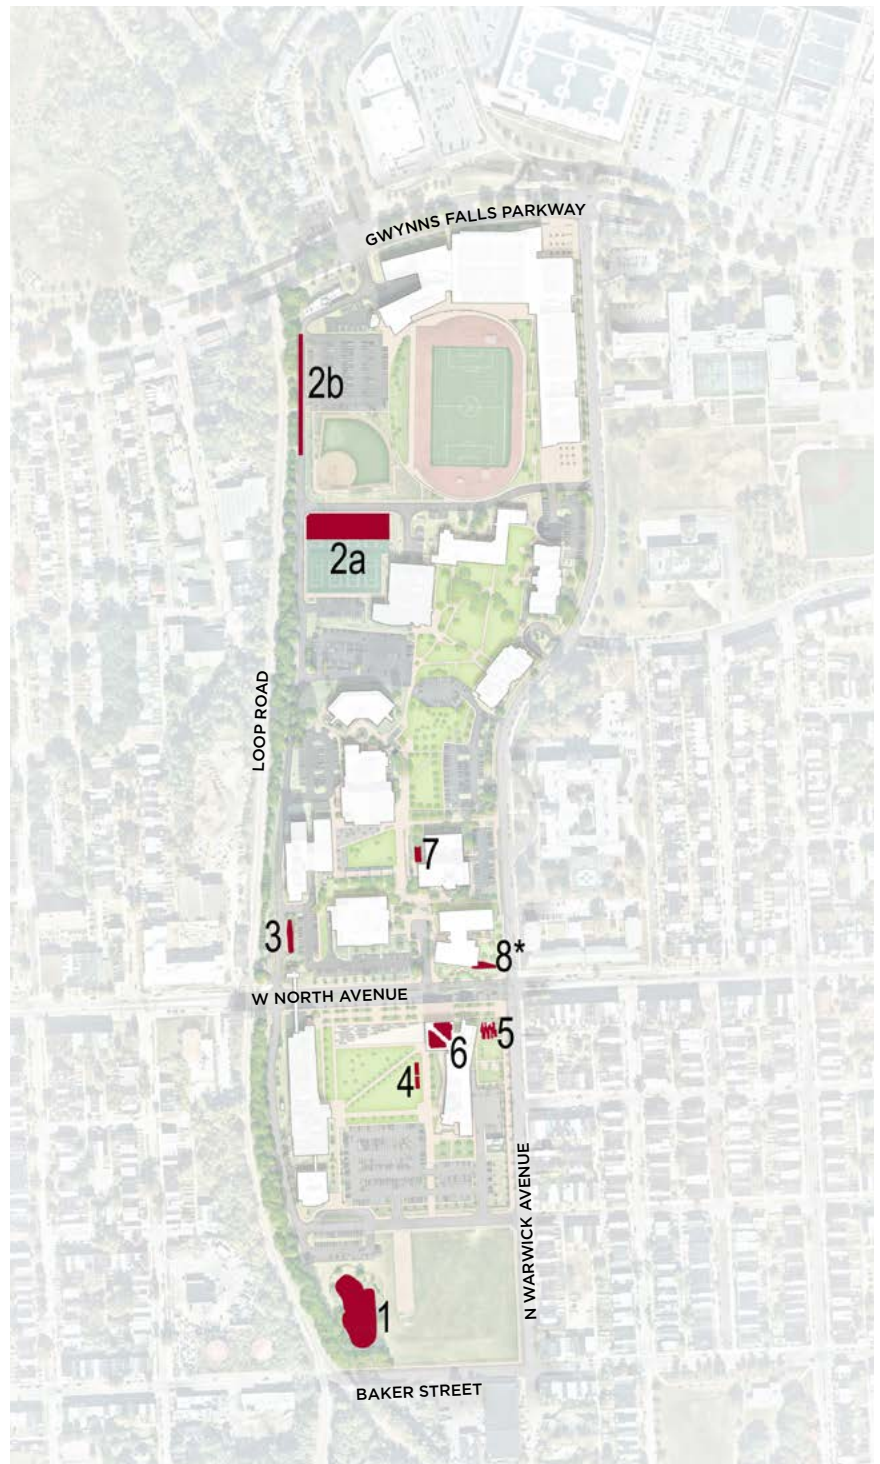 GWYNNS FALLS PARKWAY
2b
2a
LOOP ROAD
7
3
8*
W NORTH AVENUE
5
6
4
N WARWICK AVENUE
1
BAKER STREET